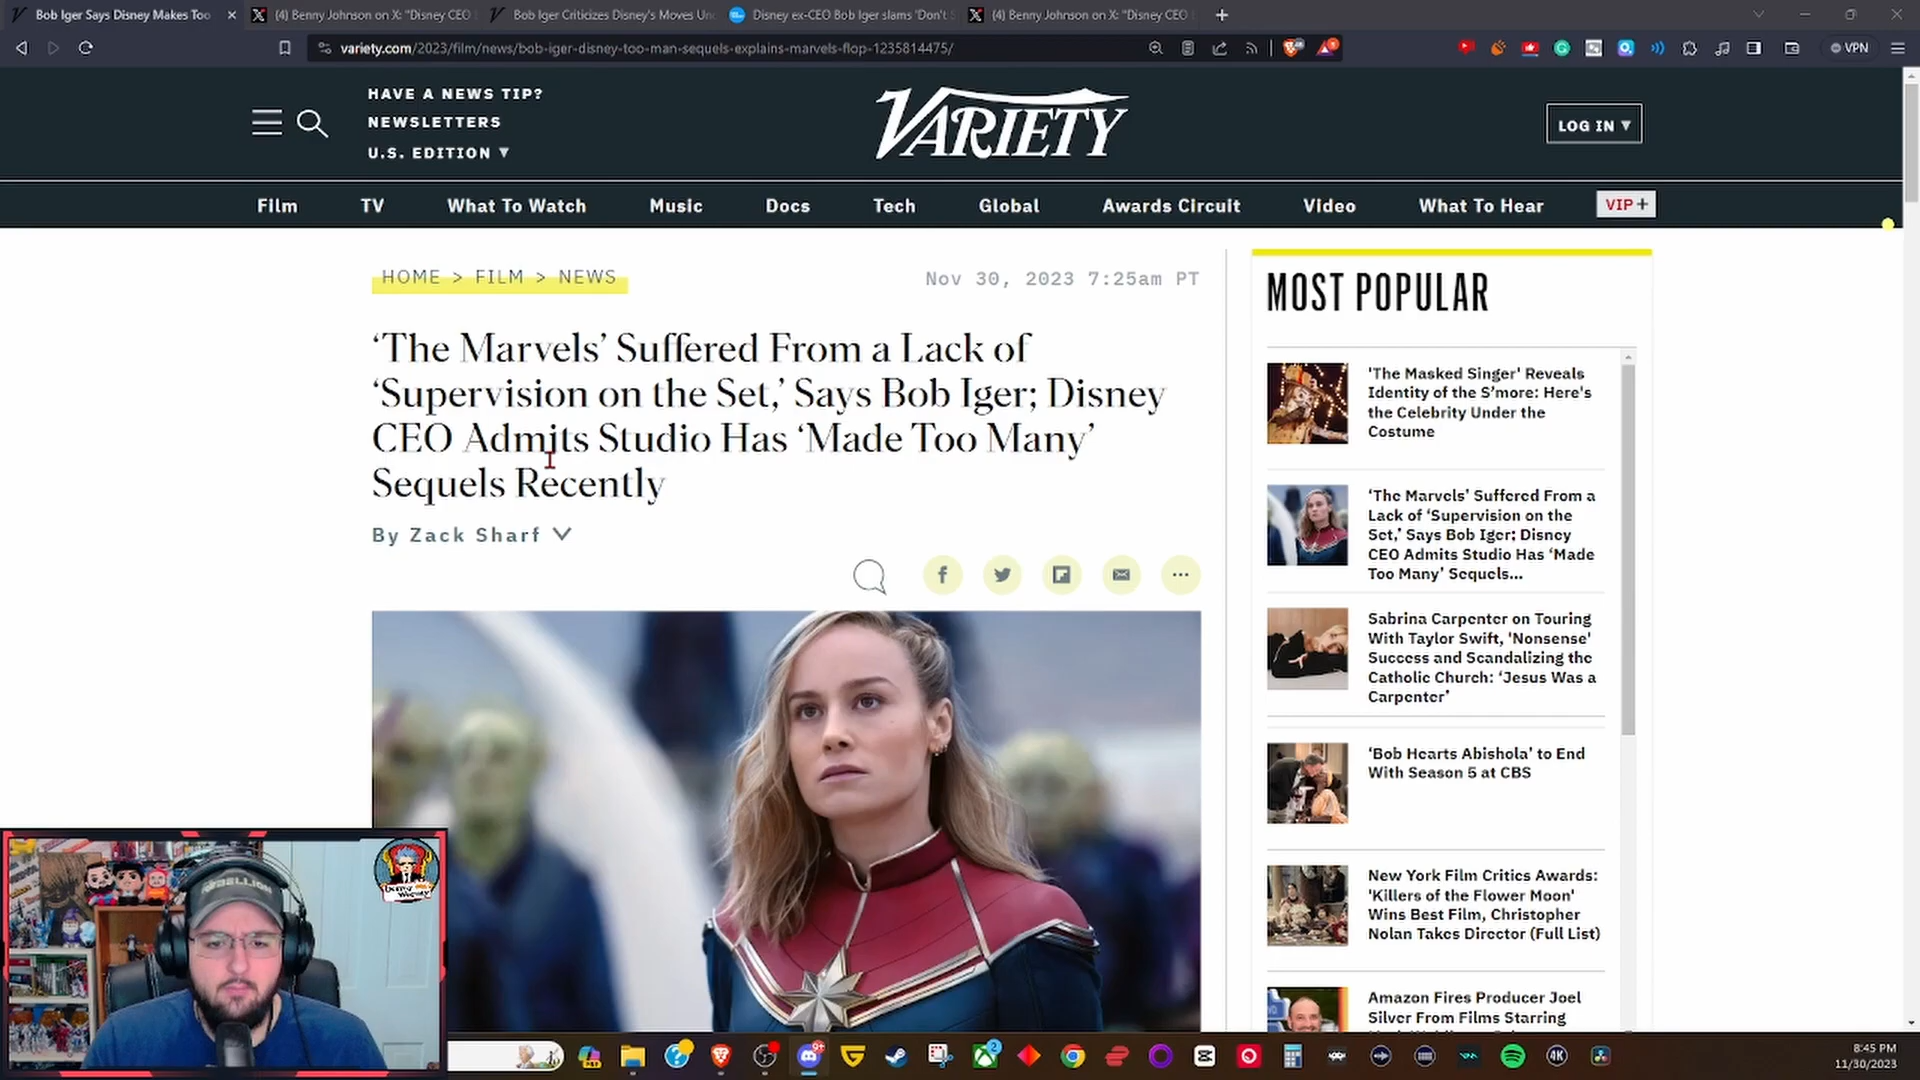 Bob Iger Says Disney Makes Too
(4) Benny Johnson on X: "Disney CEO
Bob Iger Criticizes Disney's Moves Un
Disney ex-CEO Bob Iger slams 'Don't S
(4) Benny Johnson on X: "Disney CEO
variety.com/2023/film/news/bob-iger-disney-too-man-sequels-explains-marvels-flop-1235814475/
VPN
HAVE A NEWS TIP?
NEWSLETTERS
U.S. EDITION
VARIETY
LOG IN
Film TV What To Watch Music Docs Tech Global Awards Circuit Video What To Hear VIP+
HOME > FILM > NEWS
Nov 30, 2023 7:25am PT
‘The Marvels’ Suffered From a Lack of
‘Supervision on the Set,’ Says Bob Iger; Disney
CEO Admits Studio Has ‘Made Too Many’
Sequels Recently
By Zack Sharf
MOST POPULAR
'The Masked Singer' Reveals
Identity of the S’more: Here's
the Celebrity Under the
Costume
‘The Marvels’ Suffered From a
Lack of ‘Supervision on the
Set,’ Says Bob Iger; Disney
CEO Admits Studio Has ‘Made
Too Many’ Sequels...
Sabrina Carpenter on Touring
With Taylor Swift, 'Nonsense'
Success and Scandalizing the
Catholic Church: ‘Jesus Was a
Carpenter’
‘Bob Hearts Abishola’ to End
With Season 5 at CBS
New York Film Critics Awards:
'Killers of the Flower Moon'
Wins Best Film, Christopher
Nolan Takes Director (Full List)
Amazon Fires Producer Joel
Silver From Films Starring
REBELLION
4K
8:45 PM
11/30/2023